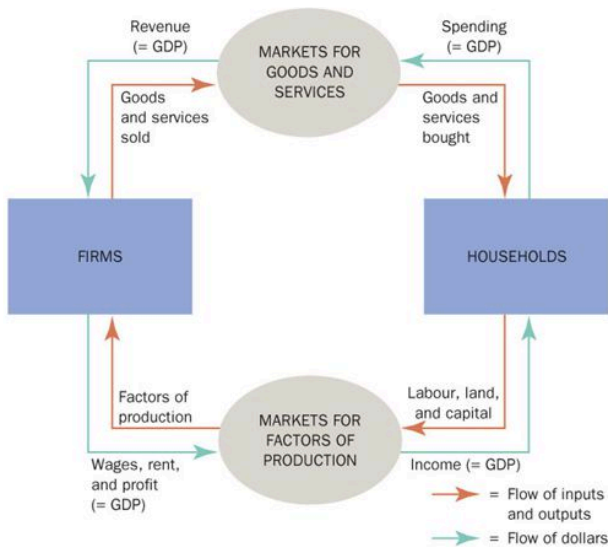 Revenue
(= GDP)
MARKETS FOR
GOODS AND
SERVICES
Spending
(= GDP)
Goods
and services
sold
Goods and
services
bought
FIRMS
HOUSEHOLDS
Factors of
production
MARKETS FOR
FACTORS OF
PRODUCTION
Labour, land,
and capital
Wages, rent,
and profit
(= GDP)
Income (= GDP)
= Flow of inputs
and outputs
= Flow of dollars